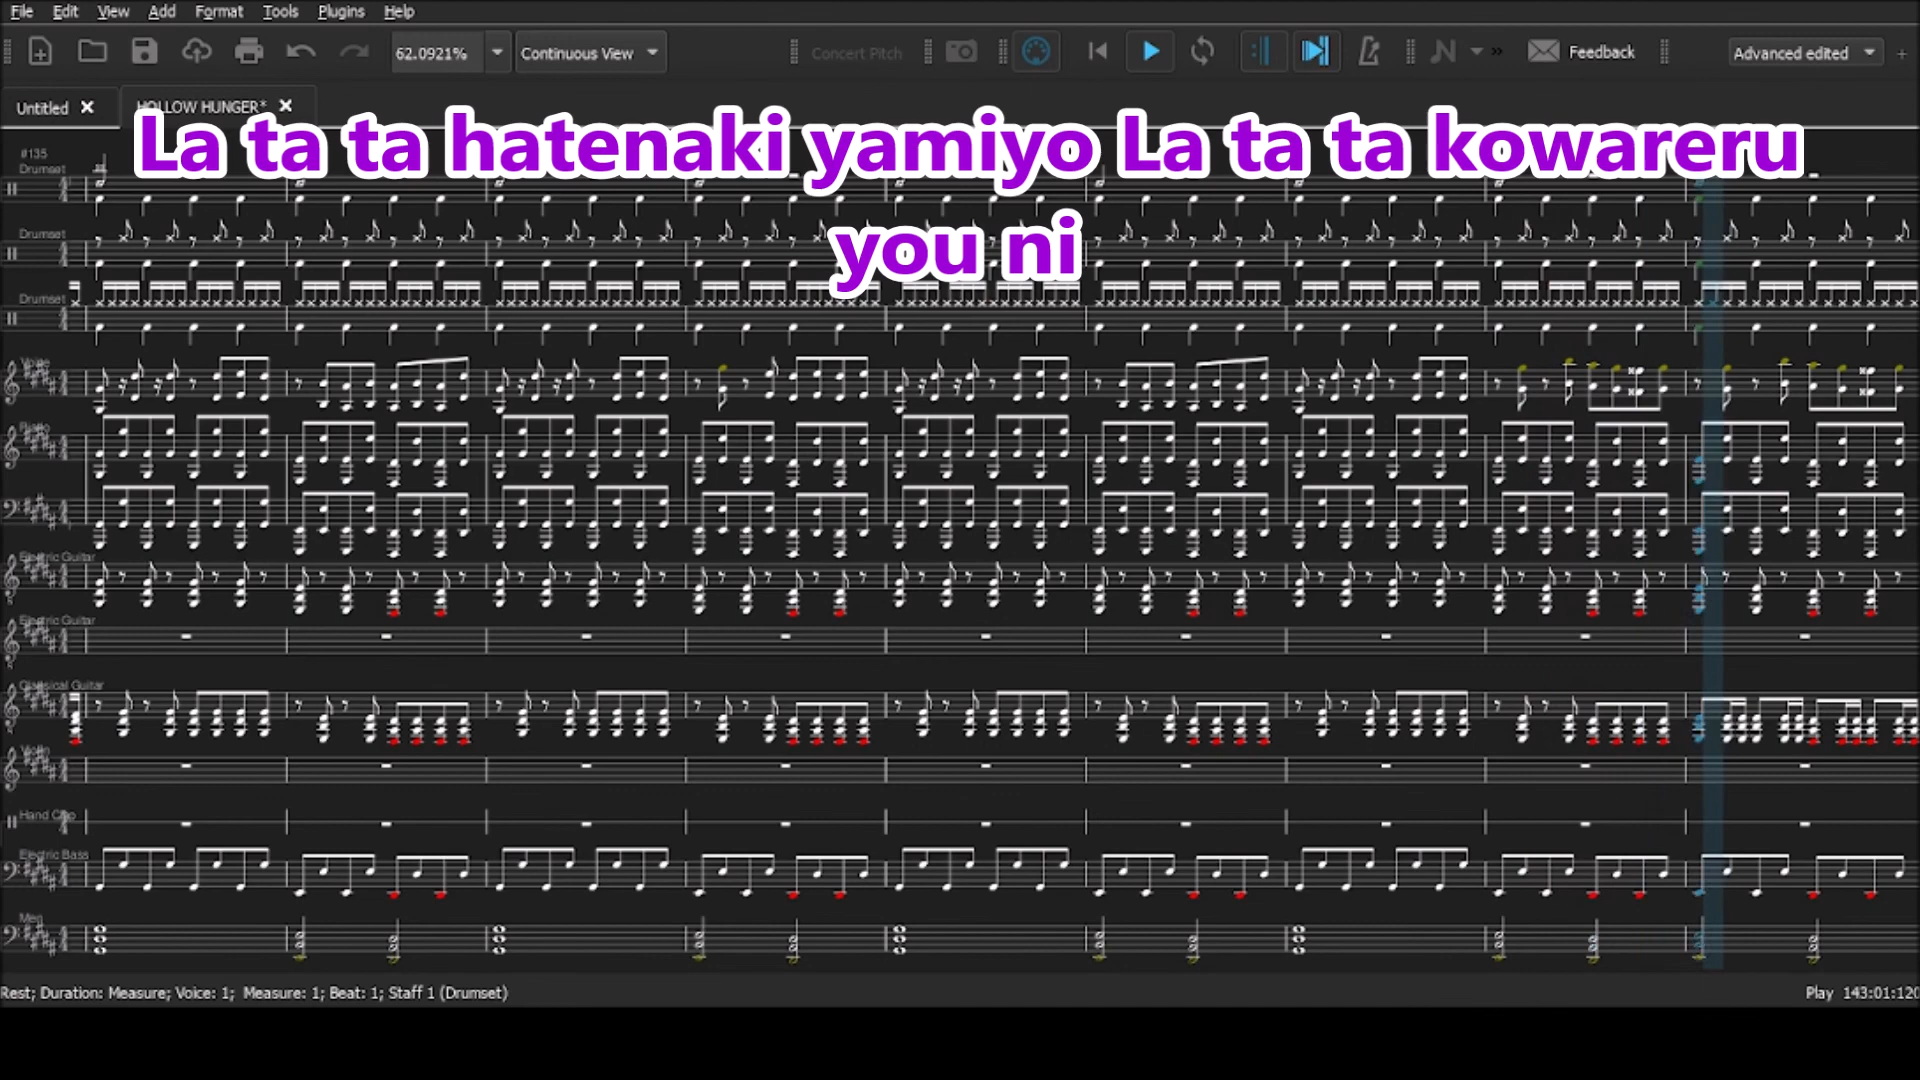 File Edit View Add Format Tools Plugins Help
62.0921% Continuous View Concert Pitch Feedback Advanced edited
Untitled HOLLOW HUNGER*
La ta ta hatenaki yamiyo La ta ta kowareru
you ni
#135
Drumset
Drumset
Drumset
Voice
Piano
Electric Guitar
Electric Guitar
Classical Guitar
Violin
Hand Clap
Electric Bass
Men
Rest; Duration: Measure; Voice: 1; Measure: 1; Beat: 1; Staff 1 (Drumset) Play 143:01:120